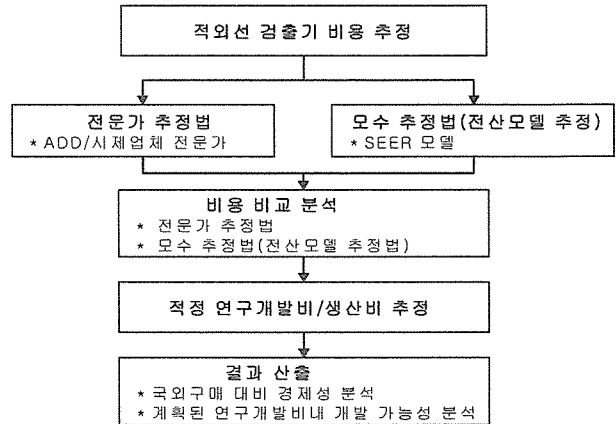 적외선 검출기 비용 추정
전문가 추정법
* ADD/시제업체 전문가
모수 추정법(전산모델 추정)
* SEER 모델
비용 비교 분석
* 전문가 추정법
* 모수 추정법(전산모델 추정법)
적정 연구개발비/생산비 추정
결과 산출
* 국외구매 대비 경제성 분석
* 계획된 연구개발비내 개발 가능성 분석